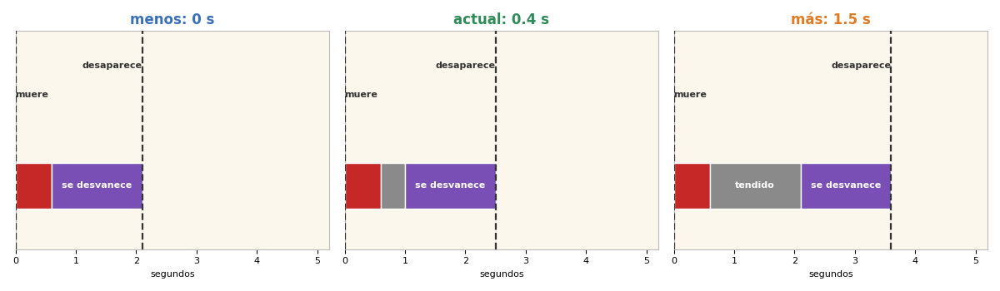 menos: 0 s
desaparece
muere
se desvanece
0 1 2 3 4 5
segundos
actual: 0.4 s
desaparece
muere
se desvanece
0 1 2 3 4 5
segundos
más: 1.5 s
desaparece
muere
tendido
se desvanece
0 1 2 3 4 5
segundos